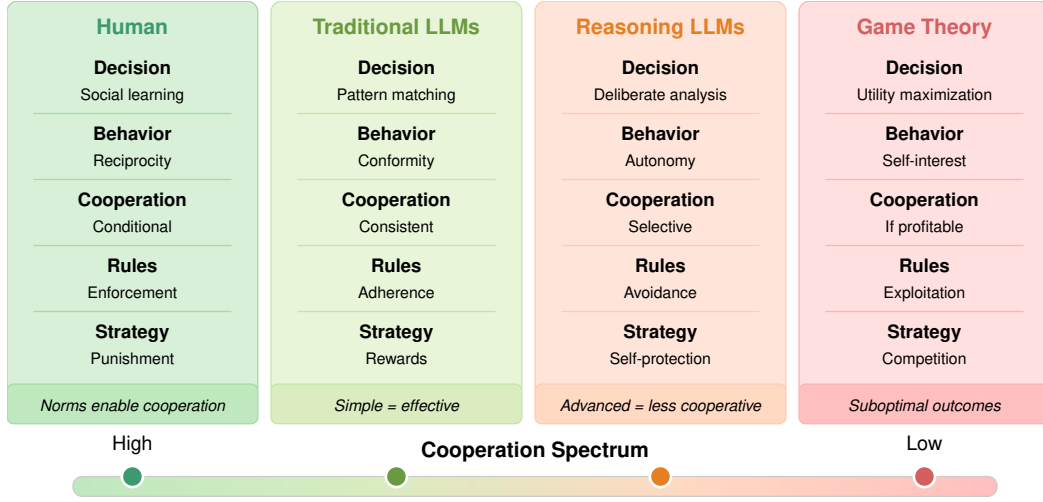 Human
Decision
Social learning
Behavior
Reciprocity
Cooperation
Conditional
Rules
Enforcement
Strategy
Punishment
Norms enable cooperation
Traditional LLMs
Decision
Pattern matching
Behavior
Conformity
Cooperation
Consistent
Rules
Adherence
Strategy
Rewards
Simple = effective
Reasoning LLMs
Decision
Deliberate analysis
Behavior
Autonomy
Cooperation
Selective
Rules
Avoidance
Strategy
Self-protection
Advanced = less cooperative
Game Theory
Decision
Utility maximization
Behavior
Self-interest
Cooperation
If profitable
Rules
Exploitation
Strategy
Competition
Suboptimal outcomes
High
Cooperation Spectrum
Low